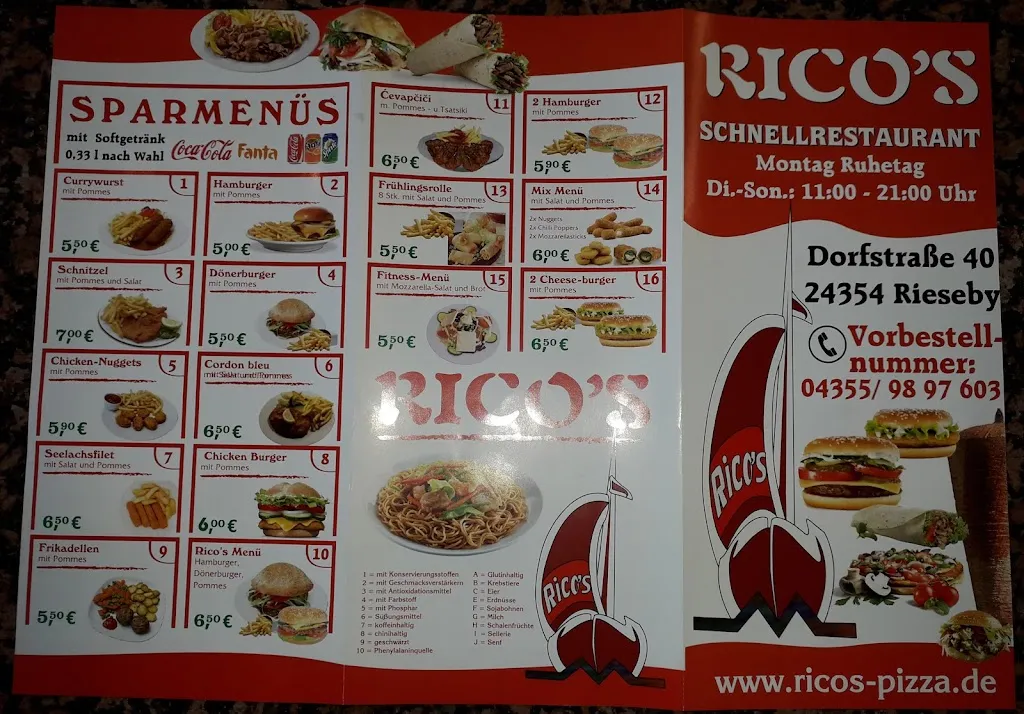 SPARMENÜS
mit Softgetränk
0,33 l nach Wahl
Coca-Cola Fanta
Currywurst 1
mit Pommes
5,50 €
Hamburger 2
mit Pommes
5,00 €
Schnitzel 3
mit Pommes und Salar
7,00 €
Dönerburger 4
mit Pommes
5,50 €
Chicken-Nuggets 5
mit Pommes
5,90 €
Cordon bleu 6
6,50 €
Seelachsfilet 7
mit Salat und Pommes
6,50 €
Chicken Burger 8
mit Pommes
6,00 €
Frikadellen 9
mit Pommes
5,50 €
Rico's Menü 10
Hamburger,
Dönerburger,
Pommes
6,50 €
Ćevapčiči 11
m. Pommes - u.Tsatsiki
6,50 €
2 Hamburger 12
mit Pommes
5,90 €
Frühlingsrolle 13
8 Stk. mit Salat und Pommes
5,50 €
Mix Menü 14
mit Salat und Pommes
2x Nuggets
2x Chili Poppers
2x Mozzarellasticks
6,00 €
Fitness-Menü 15
mit Mozzarella-Salat und Brot
5,50 €
2 Cheese-burger 16
mit Pommes
6,50 €
RICO'S
1 = mit Konservierungsstoffen
2 = mit Geschmacksverstärkern
3 = mit Antioxidationsmittel
4 = mit Farbstoff
5 = mit Phosphar
6 = Süßungsmittel
7 = koffeinhaltig
8 = chinihaltig
9 = geschwärzt
10 = Phenylalaninquelle
A = Glutinhaltig
B = Krebstiere
C = Eier
E = Erdnüsse
F = Sojabohnen
G = Milch
H = Schalenfrüchte
I = Sellerie
J = Senf
RICO'S
RICO'S
SCHNELLRESTAURANT
Montag Ruhetag
Di.-Son.: 11:00 - 21:00 Uhr
Dorfstraße 40
24354 Rieseby
Vorbestell-
nummer:
04355/ 98 97 603
RICO'S
www.ricos-pizza.de